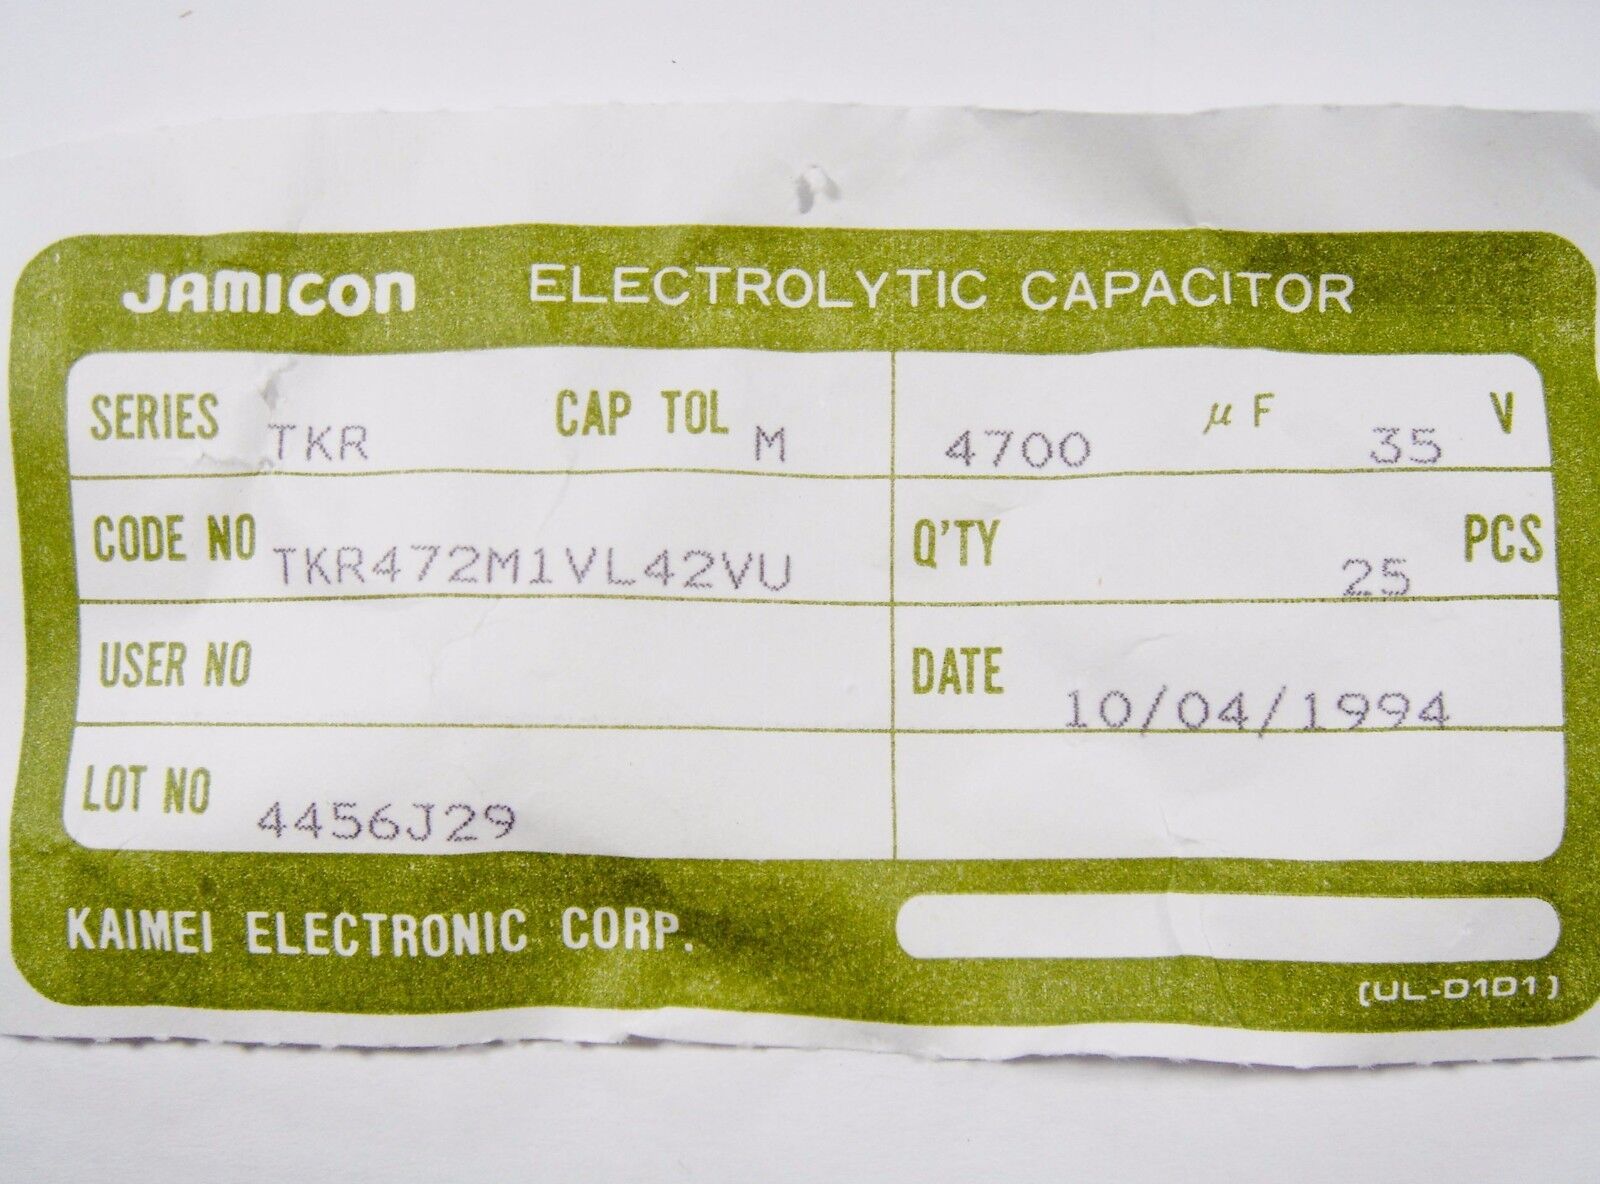 JAMICON ELECTROLYTIC CAPACITOR
SERIES TKR CAP TOL M 4700 μF 35 V
CODE NO TKR472M1VL42VU Q'TY 25 PCS
USER NO DATE 10/04/1994
LOT NO 4456J29
KAIMEI ELECTRONIC CORP.
(UL-D1D1)